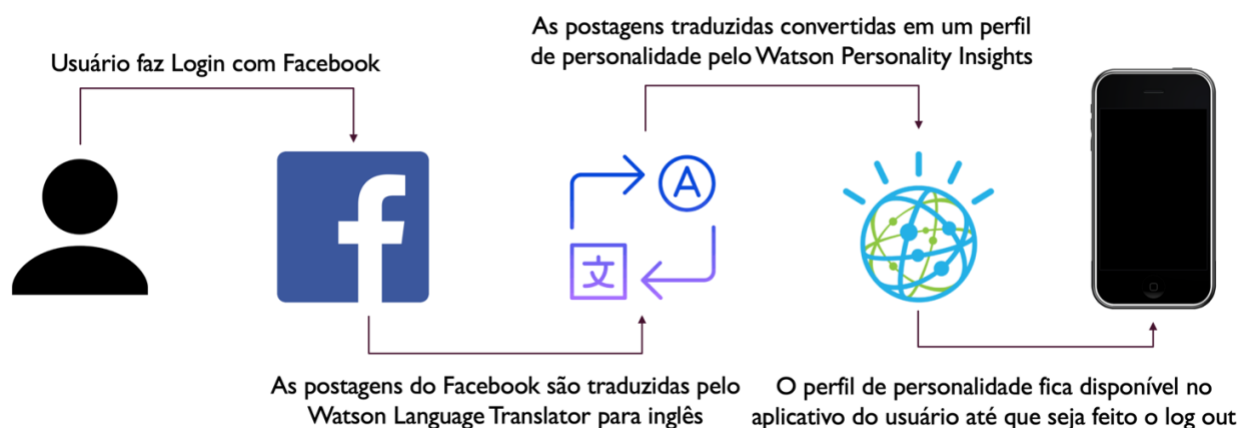 Usuário faz Login com Facebook
As postagens traduzidas convertidas em um perfil
de personalidade pelo Watson Personality Insights
f
A
文
As postagens do Facebook são traduzidas pelo
Watson Language Translator para inglês
O perfil de personalidade fica disponível no
aplicativo do usuário até que seja feito o log out